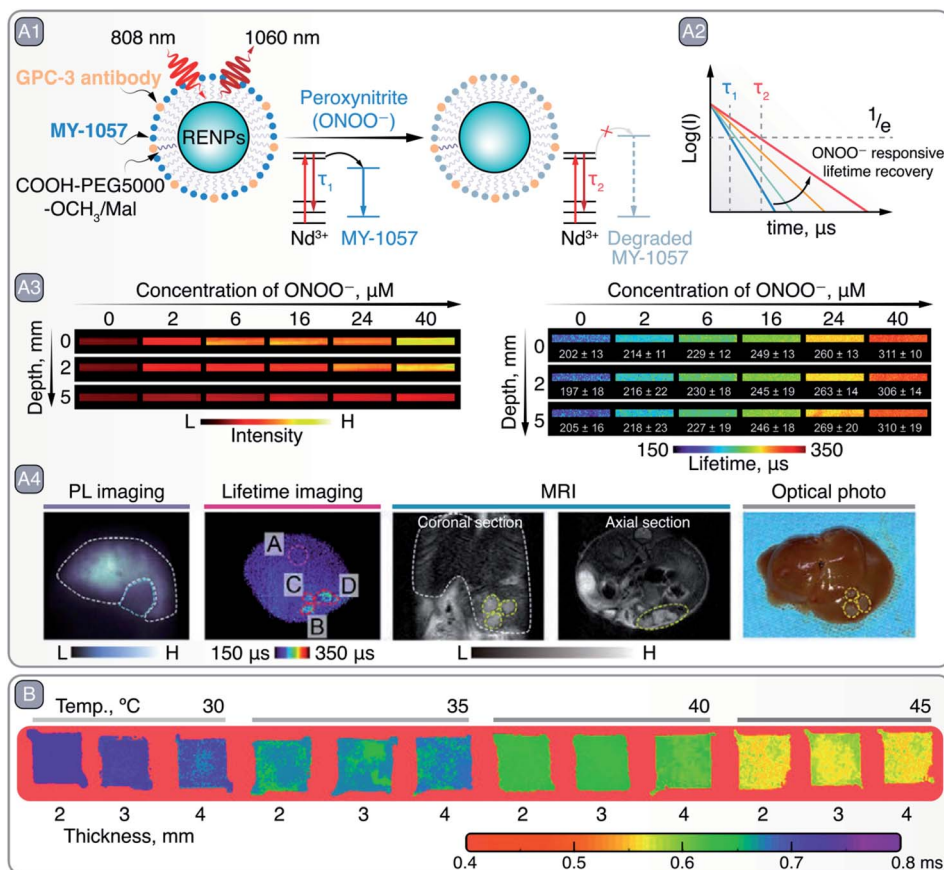 A1
808 nm
1060 nm
GPC-3 antibody
MY-1057
RENPs
COOH-PEG5000
-OCH₃/Mal
Peroxynitrite
(ONOO⁻)
τ₁
Nd³⁺
MY-1057
τ₂
Nd³⁺
Degraded
MY-1057
A2
Log(I)
τ₁
τ₂
1/e
ONOO⁻ responsive
lifetime recovery
time, µs
A3
Concentration of ONOO⁻, µM
0 2 6 16 24 40
Depth, mm
0
2
5
L H
Intensity
Concentration of ONOO⁻, µM
0 2 6 16 24 40
Depth, mm
0
202 ± 13 214 ± 11 229 ± 12 249 ± 13 260 ± 13 311 ± 10
2
197 ± 18 216 ± 22 230 ± 18 245 ± 19 263 ± 14 306 ± 14
5
205 ± 16 218 ± 23 227 ± 19 246 ± 18 269 ± 20 310 ± 19
150 350
Lifetime, µs
A4
PL imaging
L H
Lifetime imaging
A
C
D
B
150 µs 350 µs
MRI
Coronal section
Axial section
L H
Optical photo
B
Temp., ºC 30 35 40 45
2 3 4 2 3 4 2 3 4 2 3 4
Thickness, mm
0.4 0.5 0.6 0.7 0.8 ms